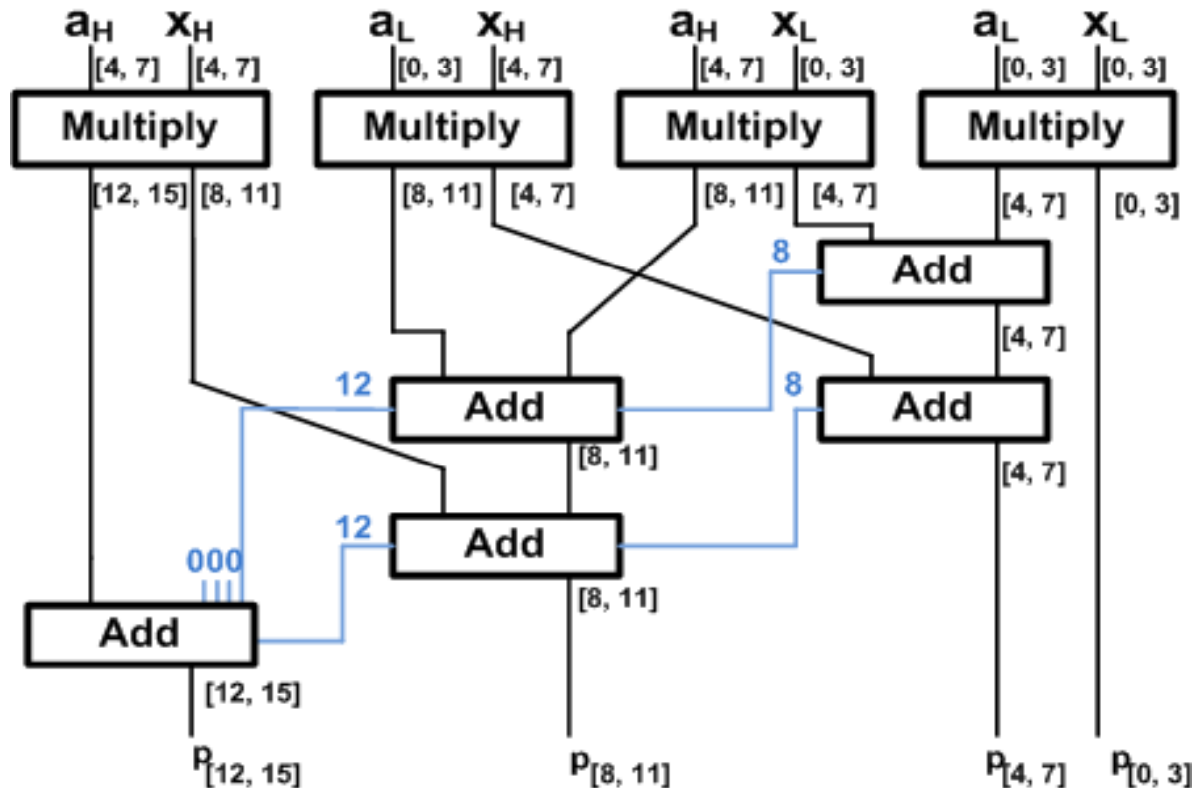 aH xH aL xH aH xL aL xL
[4, 7] [4, 7] [0, 3] [4, 7] [4, 7] [0, 3] [0, 3] [0, 3]
Multiply Multiply Multiply Multiply
[12, 15] [8, 11] [8, 11] [4, 7] [8, 11] [4, 7] [4, 7] [0, 3]
8 Add
[4, 7]
12 Add 8 Add
[8, 11] [4, 7]
12 Add
000 [8, 11]
Add
[12, 15]
p[12, 15] p[8, 11] p[4, 7] p[0, 3]